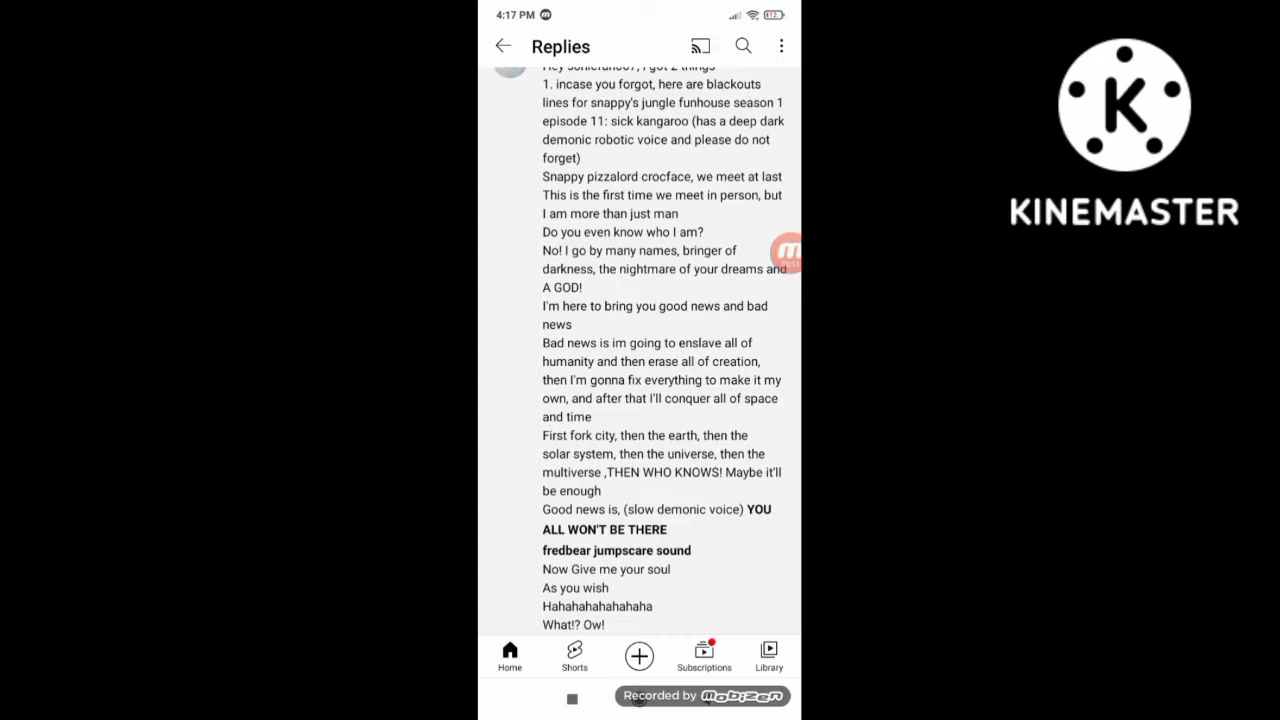 4:17 PM
12
Replies
Hey sonicfan007, I got 2 things
1. incase you forgot, here are blackouts
lines for snappy's jungle funhouse season 1
episode 11: sick kangaroo (has a deep dark
demonic robotic voice and please do not
forget)
Snappy pizzalord crocface, we meet at last
This is the first time we meet in person, but
I am more than just man
Do you even know who I am?
No! I go by many names, bringer of
darkness, the nightmare of your dreams and
A GOD!
I'm here to bring you good news and bad
news
Bad news is im going to enslave all of
humanity and then erase all of creation,
then I'm gonna fix everything to make it my
own, and after that I'll conquer all of space
and time
First fork city, then the earth, then the
solar system, then the universe, then the
multiverse ,THEN WHO KNOWS! Maybe it'll
be enough
Good news is, (slow demonic voice) YOU
ALL WON'T BE THERE
fredbear jumpscare sound
Now Give me your soul
As you wish
Hahahahahahahaha
What!? Ow!
Home
Shorts
Subscriptions
Library
Recorded by mobizen
K
KINEMASTER